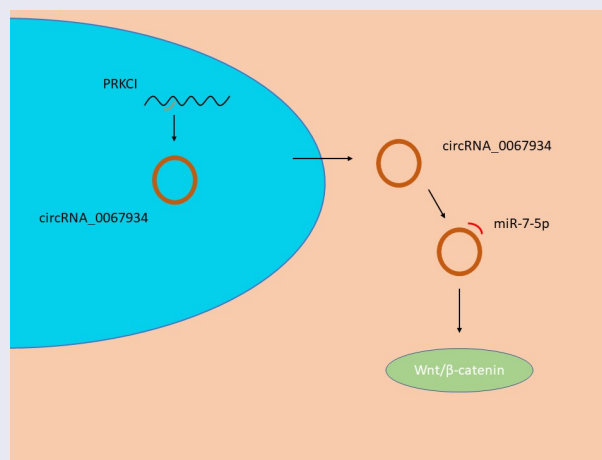 PRKCI
circRNA_0067934
circRNA_0067934
miR-7-5p
Wnt/β-catenin